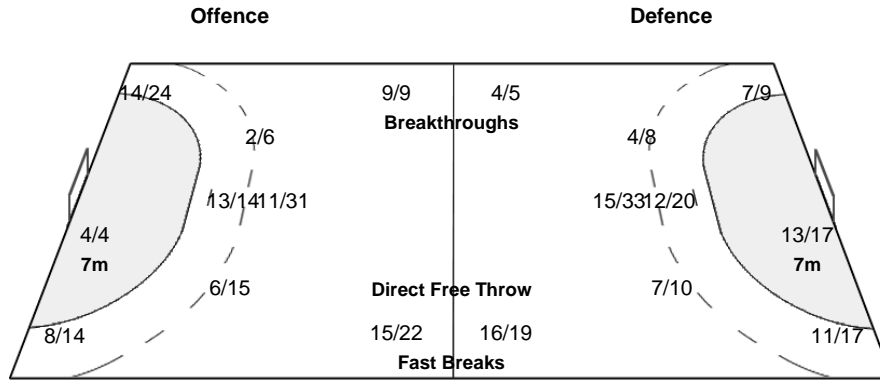 Offence Defence
14/24 9/9 4/5 7/9
Breakthroughs
2/6 4/8
13/14 11/31 15/33 12/20
4/4 13/17
7m 7m
6/15 Direct Free Throw 7/10
8/14 15/22 16/19 11/17
Fast Breaks